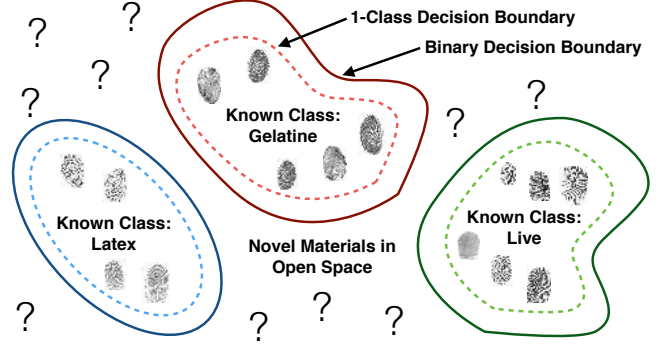 1-Class Decision Boundary
Binary Decision Boundary
?
?
?
?
?
?
Known Class:
Gelatine
Known Class:
Latex
Known Class:
Live
Novel Materials in
Open Space
?
?
?
?